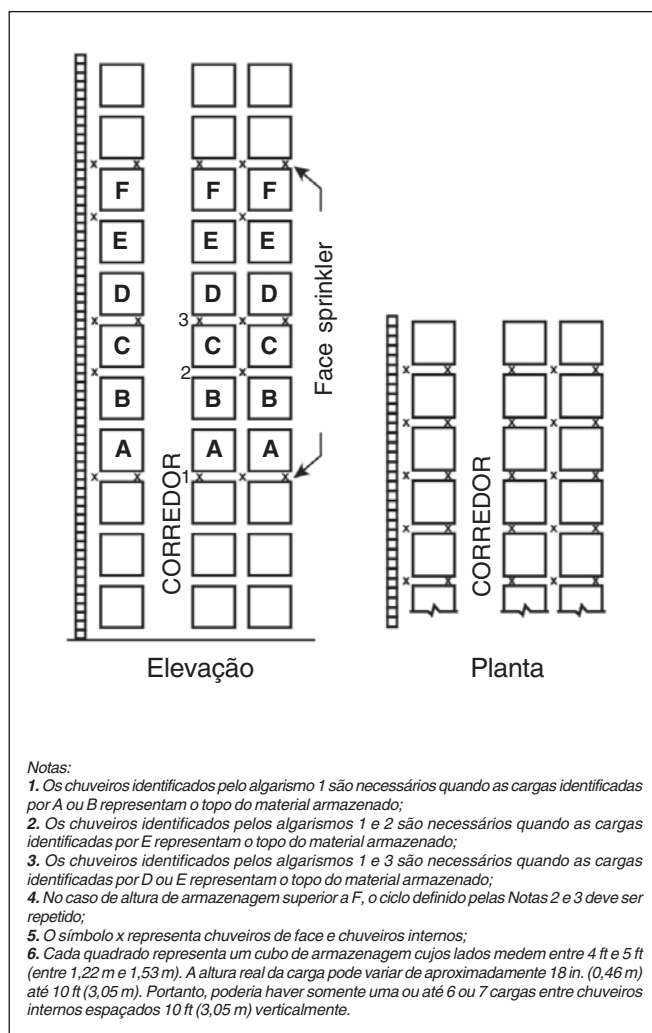 F F F
E E E
D D D
3
C C C
2
B B B
A A A
1
CORREDOR
Face sprinkler
CORREDOR
Elevação
Planta
Notas:
1. Os chuveiros identificados pelo algarismo 1 são necessários quando as cargas identificadas
por A ou B representam o topo do material armazenado;
2. Os chuveiros identificados pelos algarismos 1 e 2 são necessários quando as cargas
identificadas por E representam o topo do material armazenado;
3. Os chuveiros identificados pelos algarismos 1 e 3 são necessários quando as cargas
identificadas por D ou E representam o topo do material armazenado;
4. No caso de altura de armazenagem superior a F, o ciclo definido pelas Notas 2 e 3 deve ser
repetido;
5. O símbolo x representa chuveiros de face e chuveiros internos;
6. Cada quadrado representa um cubo de armazenagem cujos lados medem entre 4 ft e 5 ft
(entre 1,22 m e 1,53 m). A altura real da carga pode variar de aproximadamente 18 in. (0,46 m)
até 10 ft (3,05 m). Portanto, poderia haver somente uma ou até 6 ou 7 cargas entre chuveiros
internos espaçados 10 ft (3,05 m) verticalmente.